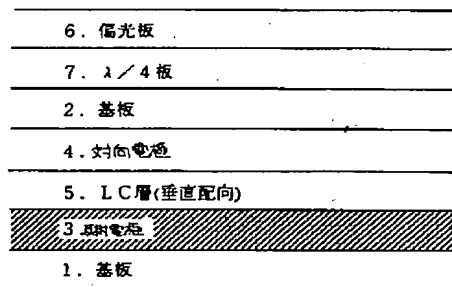 6. 偏光板
7. λ/4板
2. 基板
4. 対向電極
5. LC層(垂直配向)
3 反射電極
1. 基板